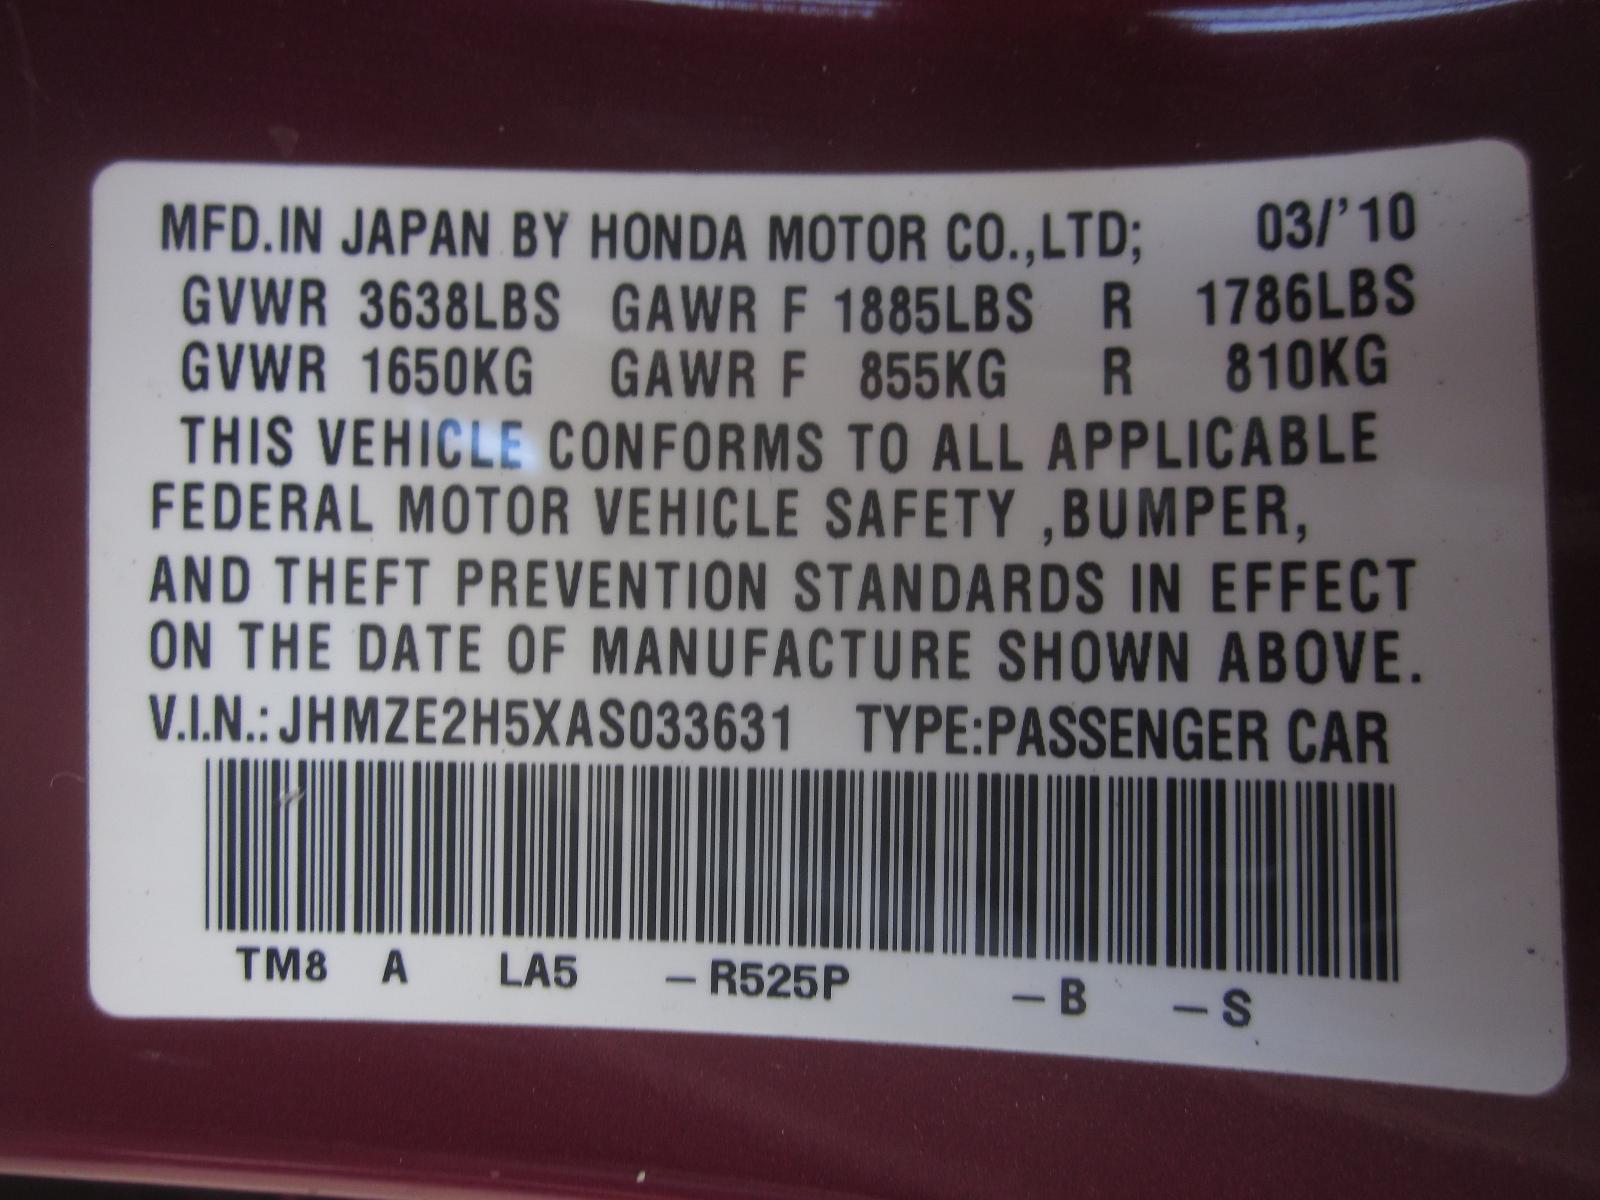 MFD.IN JAPAN BY HONDA MOTOR CO.,LTD; 03/'10
GVWR 3638LBS GAWR F 1885LBS R 1786LBS
GVWR 1650KG GAWR F 855KG R 810KG
THIS VEHICLE CONFORMS TO ALL APPLICABLE
FEDERAL MOTOR VEHICLE SAFETY ,BUMPER,
AND THEFT PREVENTION STANDARDS IN EFFECT
ON THE DATE OF MANUFACTURE SHOWN ABOVE.
V.I.N.:JHMZE2H5XAS033631 TYPE:PASSENGER CAR
TM8 A LA5 –R525P –B –S